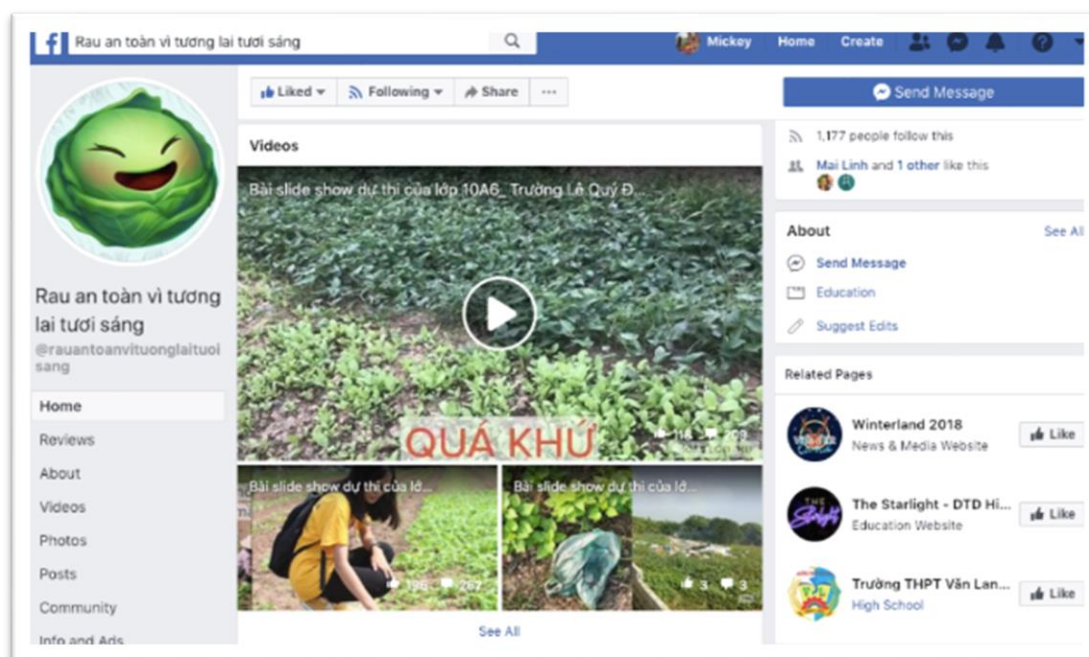 Rau an toàn vì tương lai tươi sáng
Mickey
Home
Create
Liked
Following
Share
Send Message
Rau an toàn vì tương
lai tươi sáng
@rauantoanvituonglaituoi
sang
Home
Reviews
About
Videos
Photos
Posts
Community
Info and Ads
Videos
Bài slide show dự thi của lớp 10A6_ Trường Lê Quý Đ...
QUÁ KHỨ
Bài slide show dự thi của lớ...
196 267
Bài slide show dự thi của lớ...
3 3
See All
1,177 people follow this
Mai Linh and 1 other like this
About
See All
Send Message
Education
Suggest Edits
Related Pages
Winterland 2018
News & Media Website
Like
The Starlight - DTD Hi...
Education Website
Like
Trường THPT Văn Lan...
High School
Like